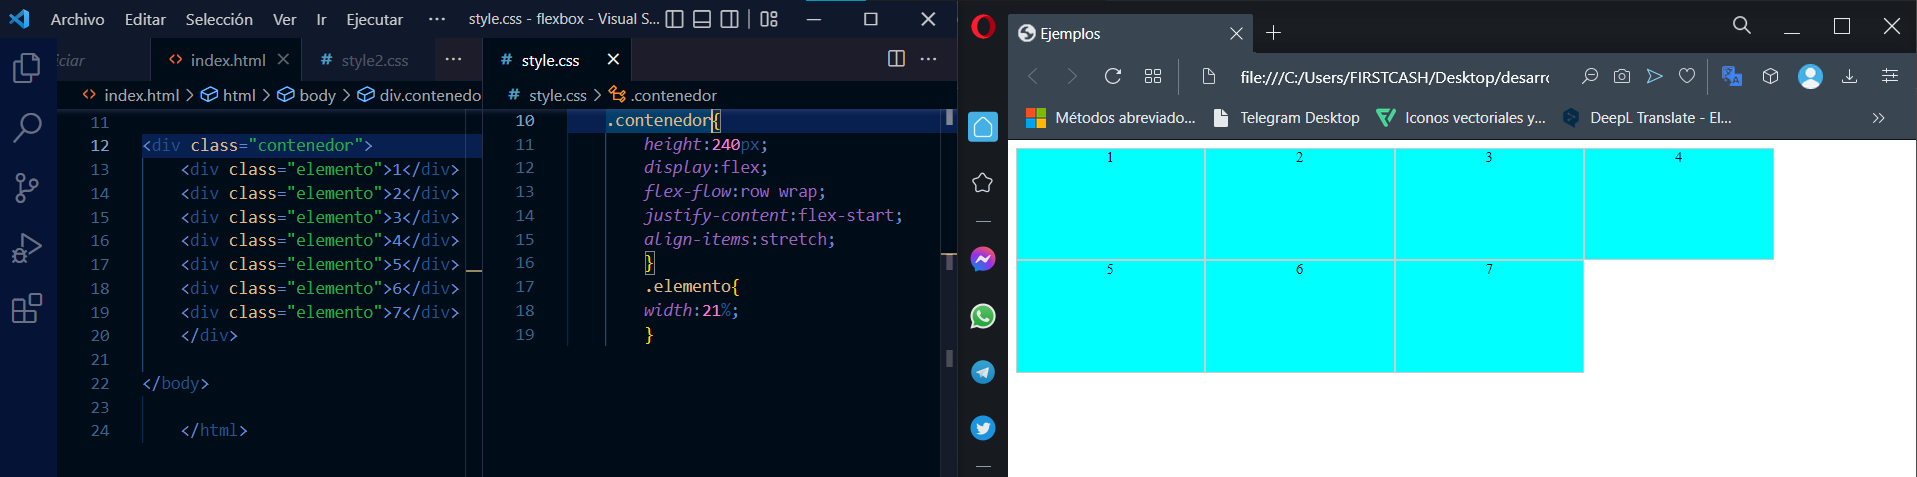 Archivo Editar Selección Ver Ir Ejecutar ··· style.css - flexbox - Visual S...
iciar <> index.html # style2.css ···
<> index.html > html > body > div.contenedo
11
12 <div class="contenedor">
13 <div class="elemento">1</div>
14 <div class="elemento">2</div>
15 <div class="elemento">3</div>
16 <div class="elemento">4</div>
17 <div class="elemento">5</div>
18 <div class="elemento">6</div>
19 <div class="elemento">7</div>
20 </div>
21
22 </body>
23
24 </html>
# style.css ···
# style.css > .contenedor
10 .contenedor{
11 height:240px;
12 display:flex;
13 flex-flow:row wrap;
14 justify-content:flex-start;
15 align-items:stretch;
16 }
17 .elemento{
18 width:21%;
19 }
Ejemplos
file:///C:/Users/FIRSTCASH/Desktop/desarro
Métodos abreviado... Telegram Desktop Iconos vectoriales y... DeepL Translate - El... »
1 2 3 4
5 6 7